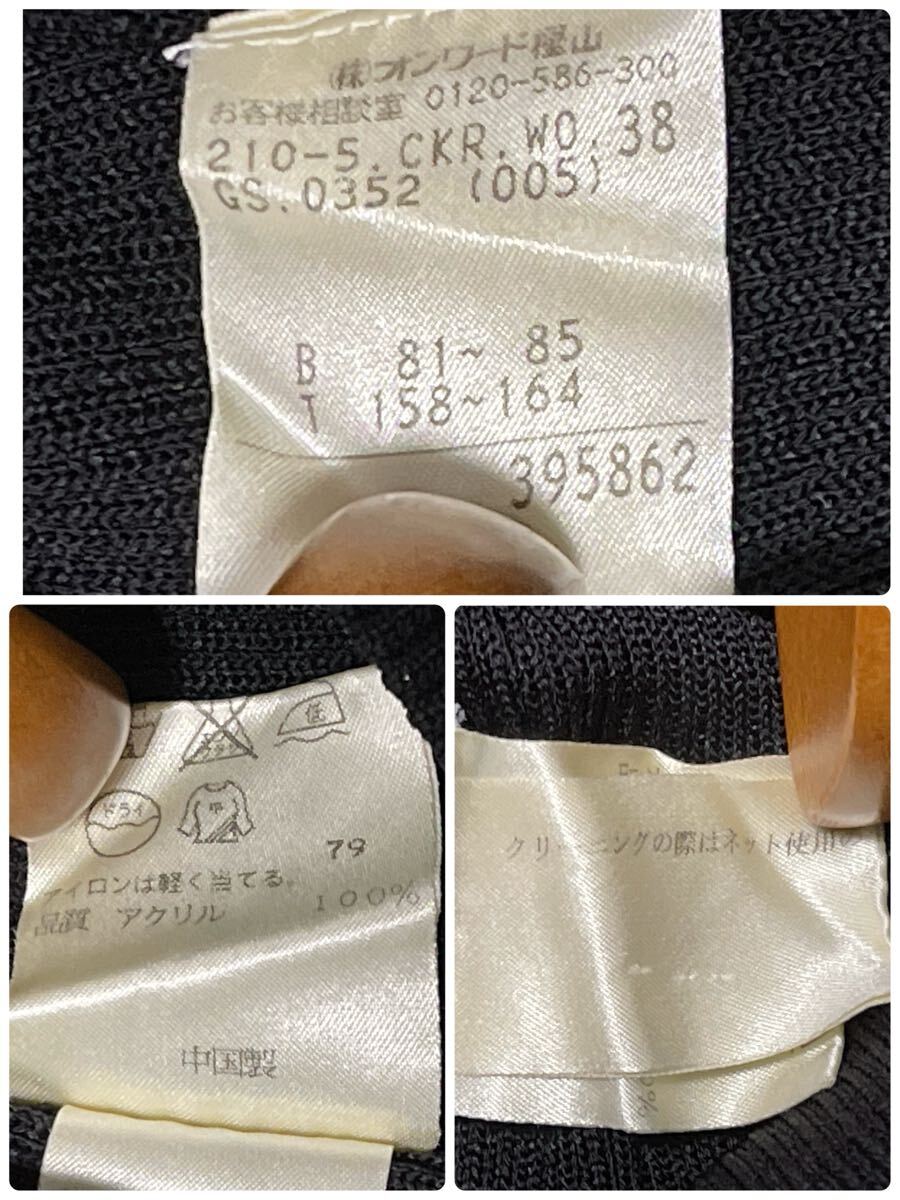 (株)オンワード樫山
お客様相談室 0120-586-300
210-5.CKR.WO.38
GS.0352 (005)
B 81~ 85
T 158~164
395862
低
ドライ
平
79
アイロンは軽く当てる。
品質 アクリル 100%
中国製
クリーニングの際はネット使用